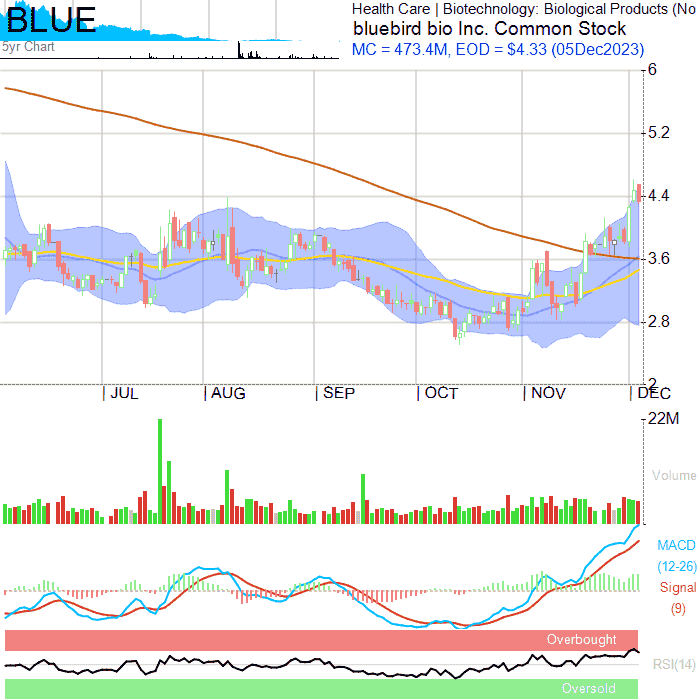 BLUE
Health Care | Biotechnology: Biological Products (No
bluebird bio Inc. Common Stock
5yr Chart
MC = 473.4M, EOD = $4.33 (05Dec2023)
6
5.2
4.4
3.6
2.8
2
JUL AUG SEP OCT NOV DEC
22M
Volume
MACD
(12-26)
Signal
(9)
Overbought
RSI(14)
Oversold